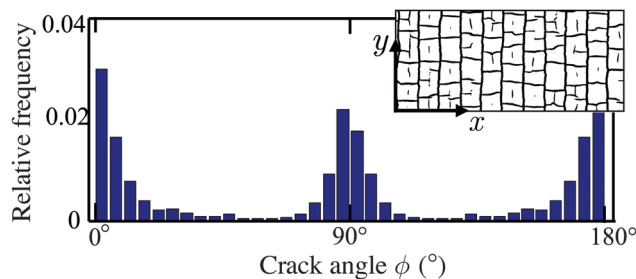 0.04
0.02
0
Relative frequency
y
x
0° 90° 180°
Crack angle ϕ (°)